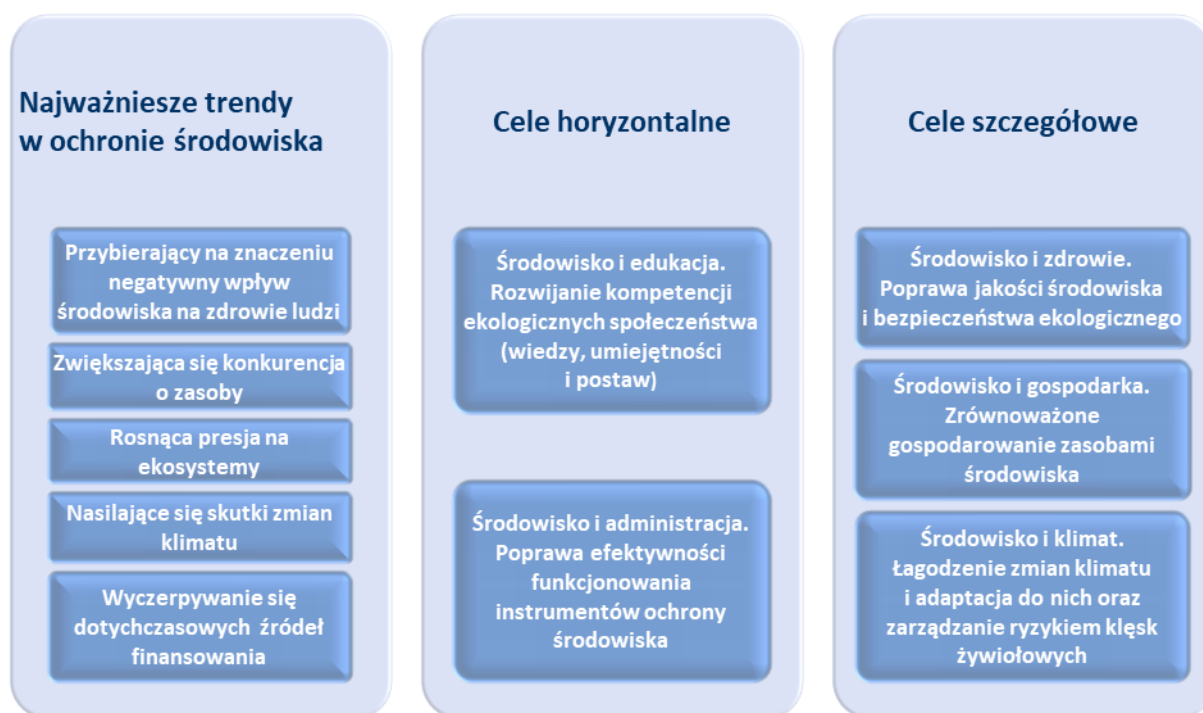 Najważniesze trendy
w ochronie środowiska
Przybierający na znaczeniu
negatywny wpływ
środowiska na zdrowie ludzi
Zwiększająca się konkurencja
o zasoby
Rosnąca presja na
ekosystemy
Nasilające się skutki zmian
klimatu
Wyczerpywanie się
dotychczasowych źródeł
finansowania
Cele horyzontalne
Środowisko i edukacja.
Rozwijanie kompetencji
ekologicznych społeczeństwa
(wiedzy, umiejętności
i postaw)
Środowisko i administracja.
Poprawa efektywności
funkcjonowania
instrumentów ochrony
środowiska
Cele szczegółowe
Środowisko i zdrowie.
Poprawa jakości środowiska
i bezpieczeństwa ekologicznego
Środowisko i gospodarka.
Zrównoważone
gospodarowanie zasobami
środowiska
Środowisko i klimat.
Łagodzenie zmian klimatu
i adaptacja do nich oraz
zarządzanie ryzykiem klęsk
żywiołowych